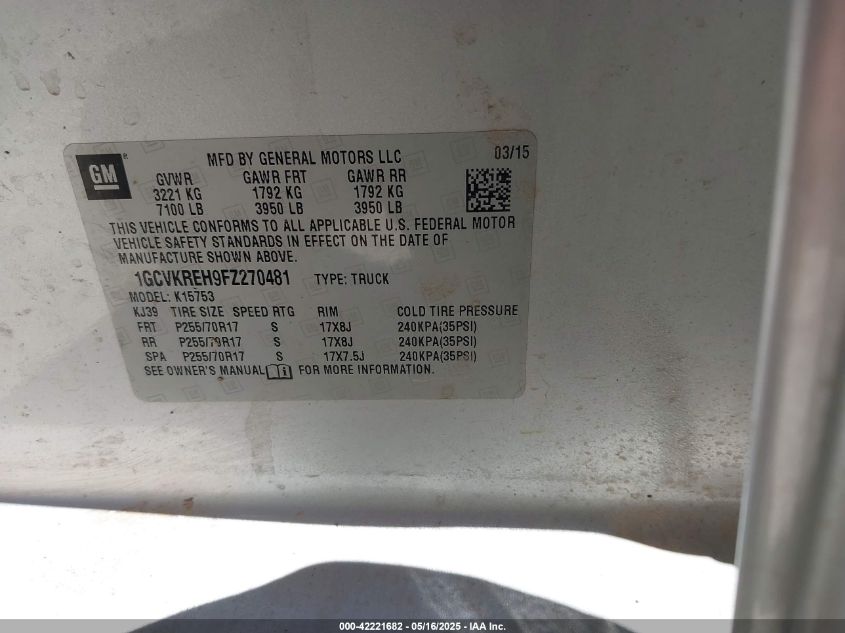 GM ®
MFD BY GENERAL MOTORS LLC 03/15
GVWR GAWR FRT GAWR RR
3221 KG 1792 KG 1792 KG
7100 LB 3950 LB 3950 LB
THIS VEHICLE CONFORMS TO ALL APPLICABLE U.S. FEDERAL MOTOR
VEHICLE SAFETY STANDARDS IN EFFECT ON THE DATE OF
MANUFACTURE SHOWN ABOVE.
1GCVKREH9FZ270481 TYPE: TRUCK
MODEL: K15753
KJ39 TIRE SIZE SPEED RTG RIM COLD TIRE PRESSURE
FRT P255/70R17 S 17X8J 240KPA(35PSI)
RR P255/70R17 S 17X8J 240KPA(35PSI)
SPA P255/70R17 S 17X7.5J 240KPA(35PSI)
SEE OWNER'S MANUAL FOR MORE INFORMATION.
000-42221682 - 05/16/2025 - IAA Inc.